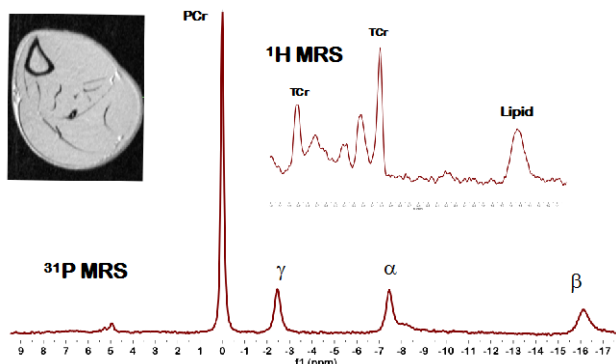 PCr
¹H MRS
TCr
TCr
Lipid
³¹P MRS
γ
α
β
9 8 7 6 5 4 3 2 1 0 -1 -2 -3 -4 -5 -6 -7 -8 -9 -10 -11 -12 -13 -14 -15 -16 -17
f1 (ppm)